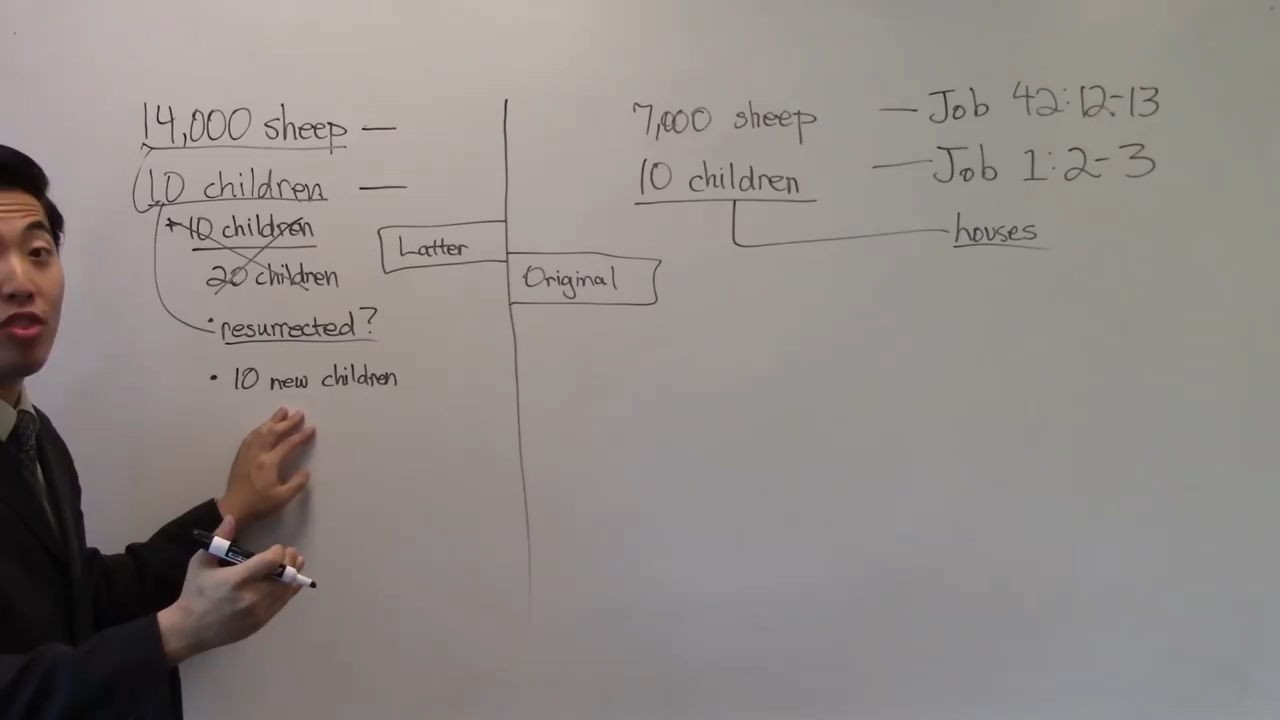 14,000 sheep —
10 children —
+10 children
20 children
Latter
• resurrected?
• 10 new children
7,000 sheep — Job 42:12-13
10 children — Job 1:2-3
houses
Original